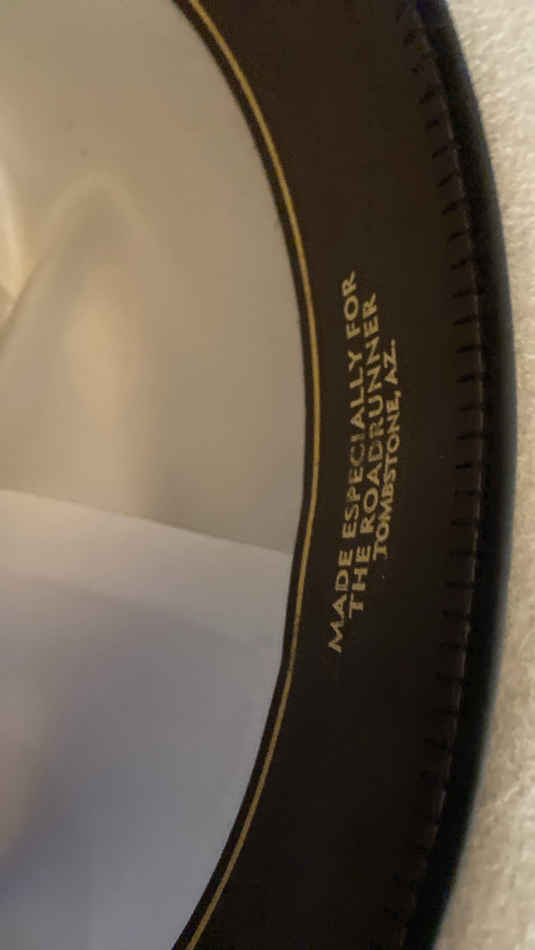 MADE ESPECIALLY FOR
THE ROADRUNNER
TOMBSTONE, AZ.